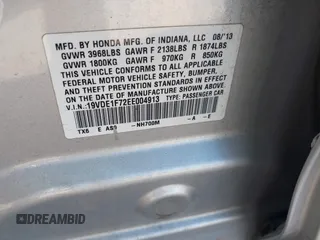 MFD. BY HONDA MFG. OF INDIANA, LLC 08/13
GVWR 3968LBS GAWR F 2138LBS R 1874LBS
GVWR 1800KG GAWR F 970KG R 850KG
THIS VEHICLE CONFORMS TO ALL APPLICABLE
FEDERAL MOTOR VEHICLE SAFETY, BUMPER, AND
THEFT PREVENTION STANDARDS IN EFFECT ON THE
DATE OF MANUFACTURE SHOWN ABOVE.
V.I.N.: 19VDE1F72EE004913 TYPE: PASSENGER CAR
TX6 E ASS NH700M -A -E
DREAMBID